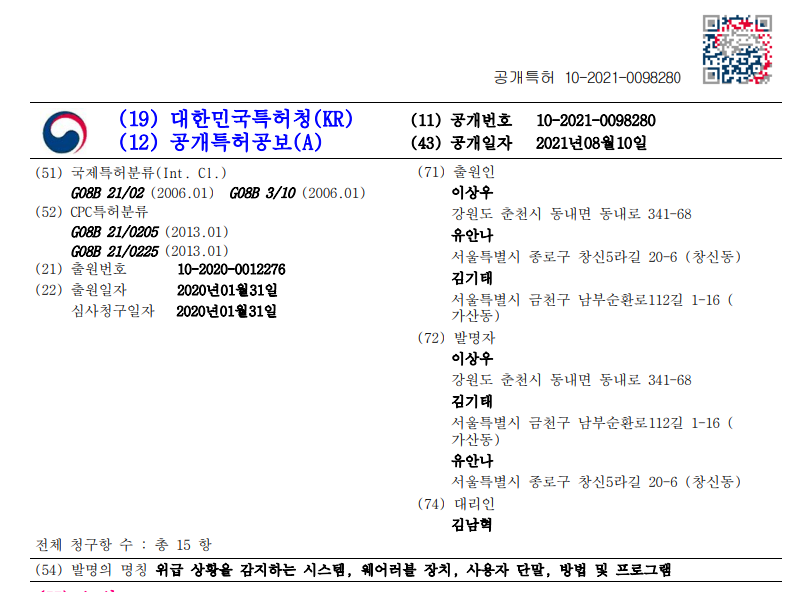 공개특허 10-2021-0098280
(19) 대한민국특허청(KR)
(12) 공개특허공보(A)
(11) 공개번호 10-2021-0098280
(43) 공개일자 2021년08월10일
(51) 국제특허분류(Int. Cl.)
G08B 21/02 (2006.01) G08B 3/10 (2006.01)
(52) CPC특허분류
G08B 21/0205 (2013.01)
G08B 21/0225 (2013.01)
(21) 출원번호 10-2020-0012276
(22) 출원일자 2020년01월31일
심사청구일자 2020년01월31일
(71) 출원인
이상우
강원도 춘천시 동내면 동내로 341-68
유안나
서울특별시 종로구 창신5라길 20-6 (창신동)
김기태
서울특별시 금천구 남부순환로112길 1-16 (
가산동)
(72) 발명자
이상우
강원도 춘천시 동내면 동내로 341-68
김기태
서울특별시 금천구 남부순환로112길 1-16 (
가산동)
유안나
서울특별시 종로구 창신5라길 20-6 (창신동)
(74) 대리인
김남혁
전체 청구항 수 : 총 15 항
(54) 발명의 명칭 위급 상황을 감지하는 시스템, 웨어러블 장치, 사용자 단말, 방법 및 프로그램